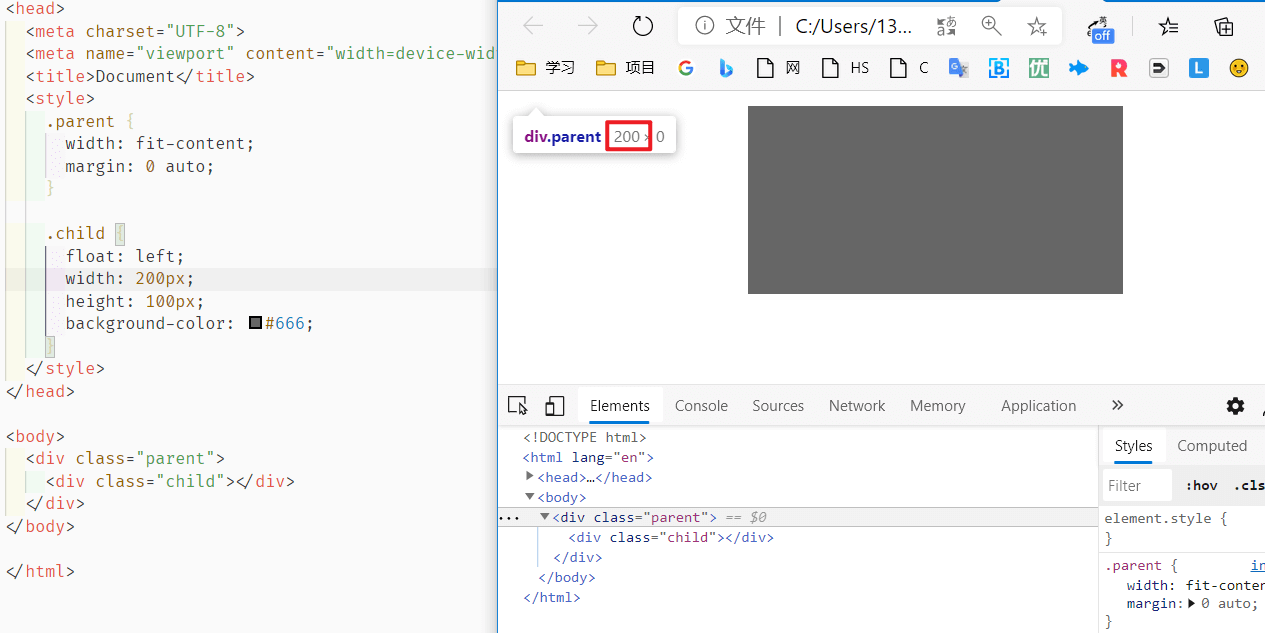 <head>
<meta charset="UTF-8">
<meta name="viewport" content="width=device-wid
<title>Document</title>
<style>
.parent {
width: fit-content;
margin: 0 auto;
}
.child {
float: left;
width: 200px;
height: 100px;
background-color: #666;
}
</style>
</head>
<body>
<div class="parent">
<div class="child"></div>
</div>
</body>
</html>
文件 C:/Users/13... 英 off
学习 项目 网 HS C
div.parent 200 × 0
Elements Console Sources Network Memory Application
<!DOCTYPE html>
<html lang="en">
<head>…</head>
<body>
<div class="parent"> == $0
<div class="child"></div>
</div>
</body>
</html>
Styles Computed
Filter :hov .cls
element.style {
}
.parent { in
width: fit-conten
margin: 0 auto;
}